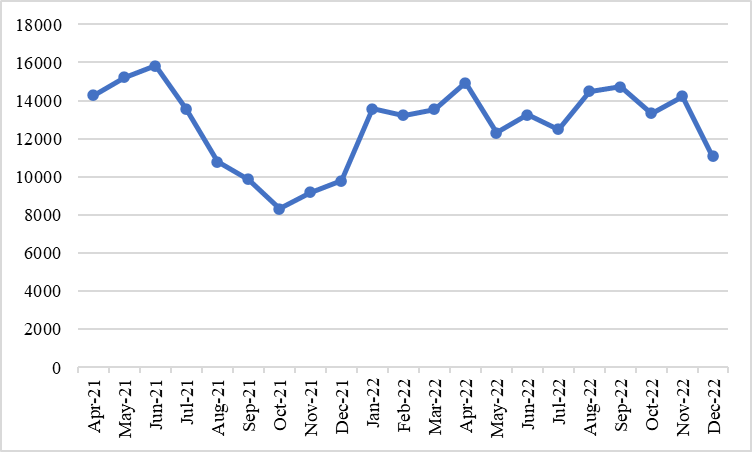 18000
16000
14000
12000
10000
8000
6000
4000
2000
0
Apr-21
May-21
Jun-21
Jul-21
Aug-21
Sep-21
Oct-21
Nov-21
Dec-21
Jan-22
Feb-22
Mar-22
Apr-22
May-22
Jun-22
Jul-22
Aug-22
Sep-22
Oct-22
Nov-22
Dec-22